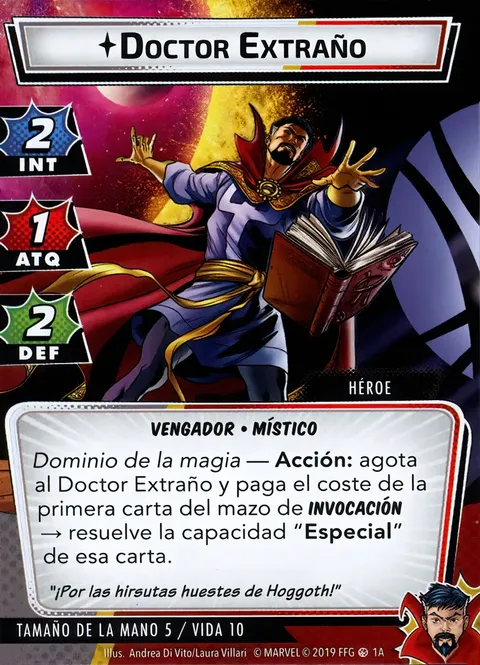 DOCTOR EXTRAÑO
2
INT
1
ATQ
2
DEF
HÉROE
VENGADOR • MÍSTICO
Dominio de la magia — Acción: agota
al Doctor Extraño y paga el coste de la
primera carta del mazo de INVOCACIÓN
→ resuelve la capacidad “Especial”
de esa carta.
"¡Por las hirsutas huestes de Hoggoth!"
TAMAÑO DE LA MANO 5 / VIDA 10
Illus. Andrea Di Vito/Laura Villari © MARVEL © 2019 FFG 1A